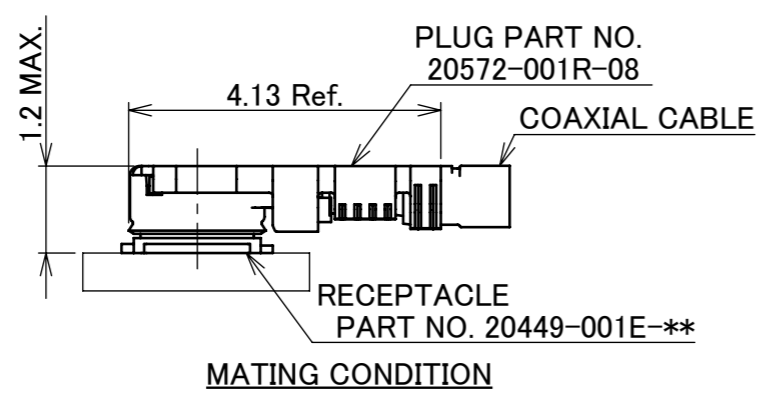 PLUG PART NO.
20572-001R-08
1.2 MAX.
4.13 Ref.
COAXIAL CABLE
RECEPTACLE
PART NO. 20449-001E-**
MATING CONDITION